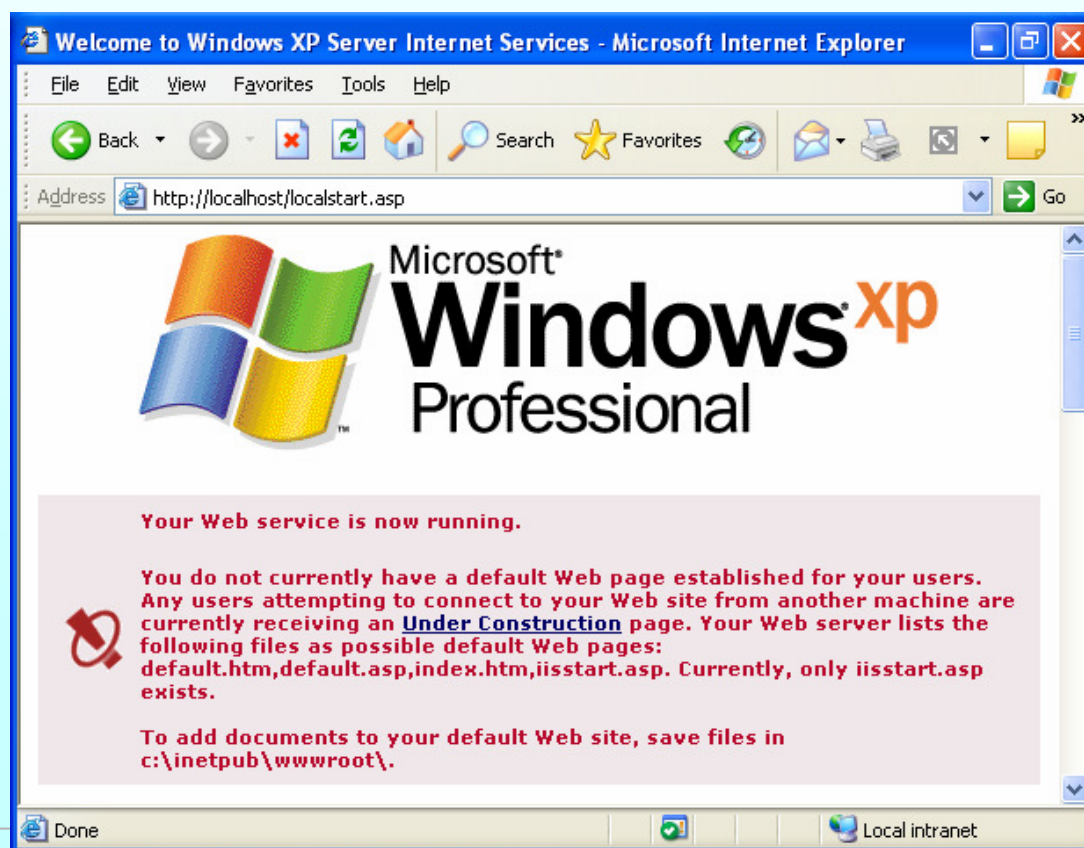 Welcome to Windows XP Server Internet Services - Microsoft Internet Explorer
File Edit View Favorites Tools Help
Back Search Favorites »
Address http://localhost/localstart.asp Go
Microsoft®
Windows® xp
Professional
TM
Your Web service is now running.
You do not currently have a default Web page established for your users.
Any users attempting to connect to your Web site from another machine are
currently receiving an Under Construction page. Your Web server lists the
following files as possible default Web pages:
default.htm,default.asp,index.htm,iisstart.asp. Currently, only iisstart.asp
exists.
To add documents to your default Web site, save files in
c:\inetpub\wwwroot\.
Done Local intranet